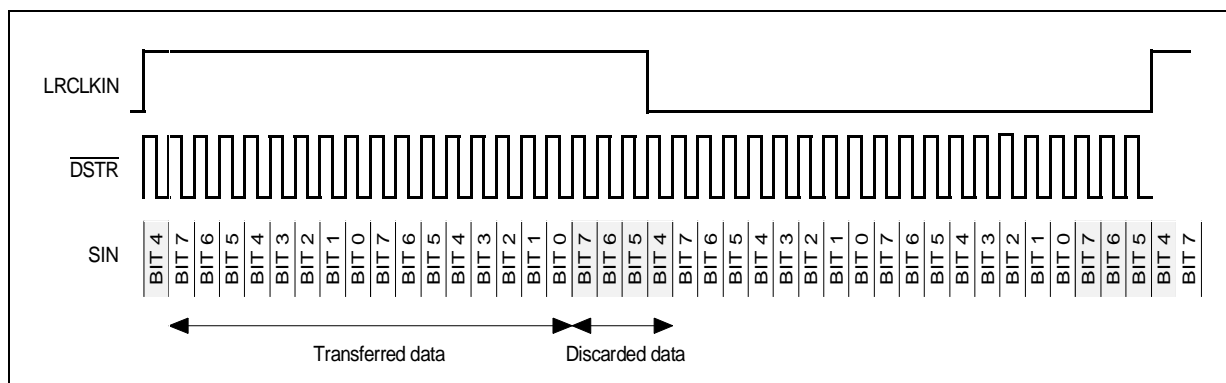 LRCLKIN
DSTR
SIN
BIT 4
BIT 7
BIT 6
BIT 5
BIT 4
BIT 3
BIT 2
BIT 1
BIT 0
BIT 7
BIT 6
BIT 5
BIT 4
BIT 3
BIT 2
BIT 1
BIT 0
BIT 7
BIT 6
BIT 5
BIT 4
BIT 7
BIT 6
BIT 5
BIT 4
BIT 3
BIT 2
BIT 1
BIT 0
BIT 7
BIT 6
BIT 5
BIT 4
BIT 3
BIT 2
BIT 1
BIT 0
BIT 7
BIT 6
BIT 5
BIT 4
BIT 7
Transferred data
Discarded data